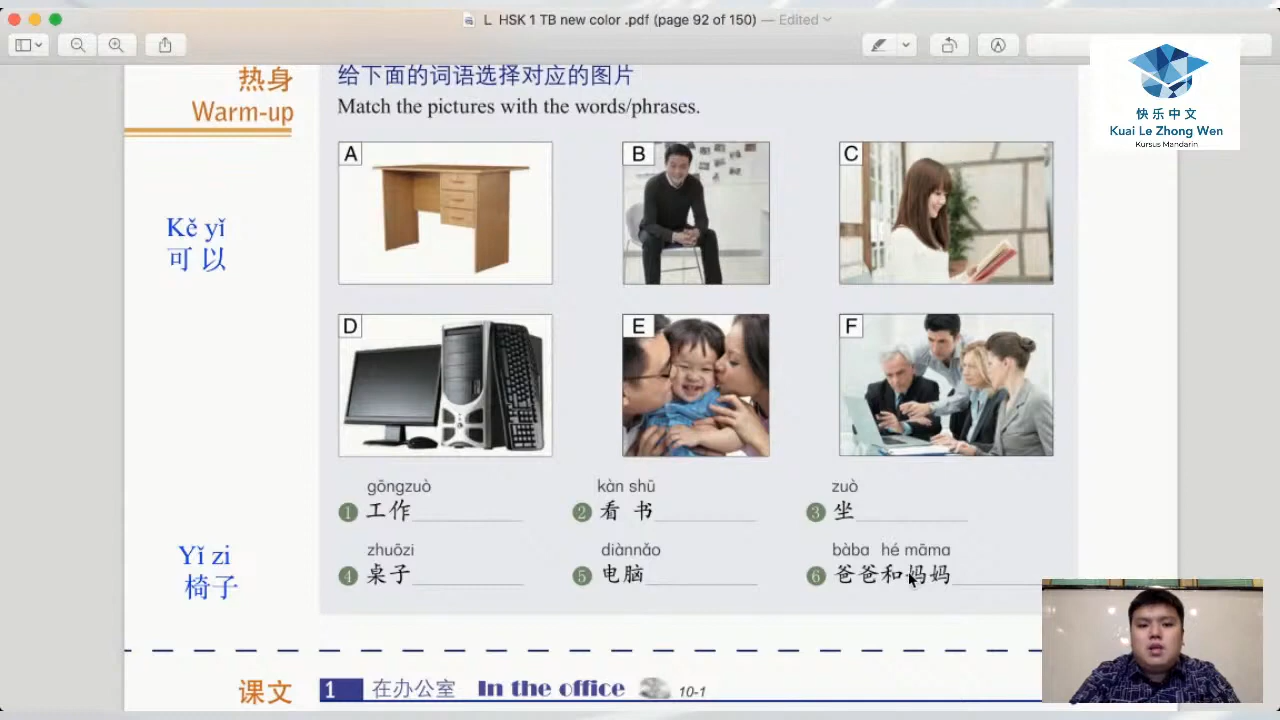 L HSK 1 TB new color .pdf (page 92 of 150) — Edited
快乐中文
Kuai Le Zhong Wen
Kursus Mandarin
热身
Warm-up
给下面的词语选择对应的图片
Match the pictures with the words/phrases.
A
B
C
Kě yǐ
可以
D
E
F
gōngzuò
1 工作
kàn shū
2 看 书
zuò
3 坐
zhuōzi
4 桌子
diànnǎo
5 电脑
bàba hé māma
6 爸爸和妈妈
Yǐ zi
椅子
课文
1 在办公室 In the office 10-1